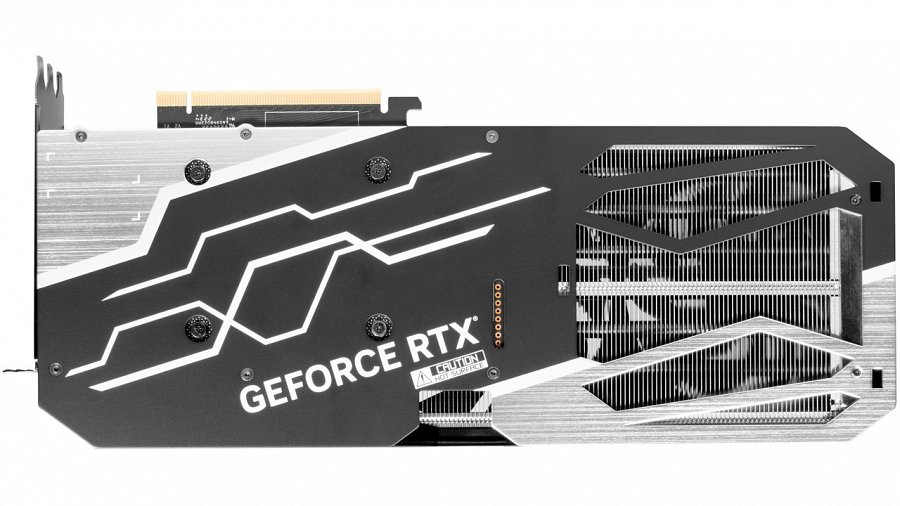 GEFORCE RTX
CAUTION
HOT SURFACE